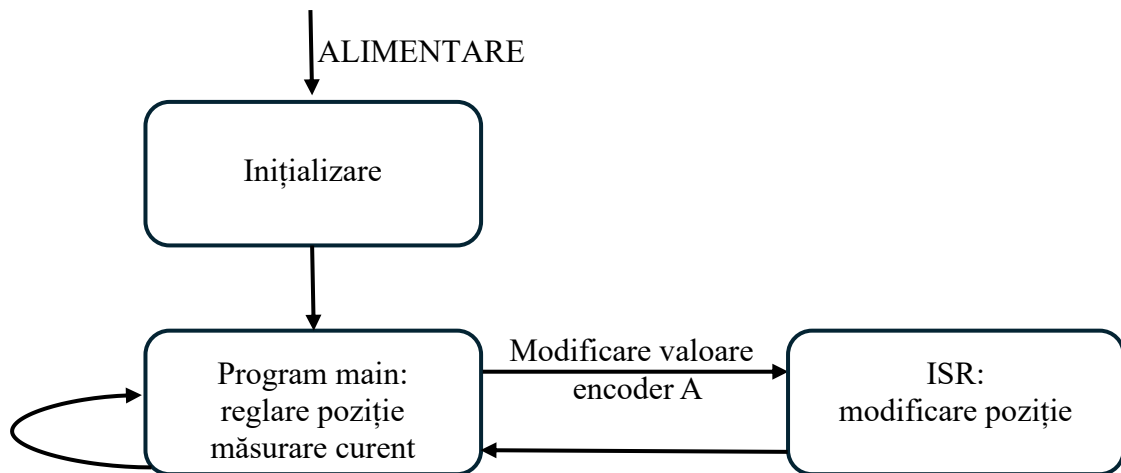 ALIMENTARE
Inițializare
Program main:
reglare poziție
măsurare curent
Modificare valoare
encoder A
ISR:
modificare poziție